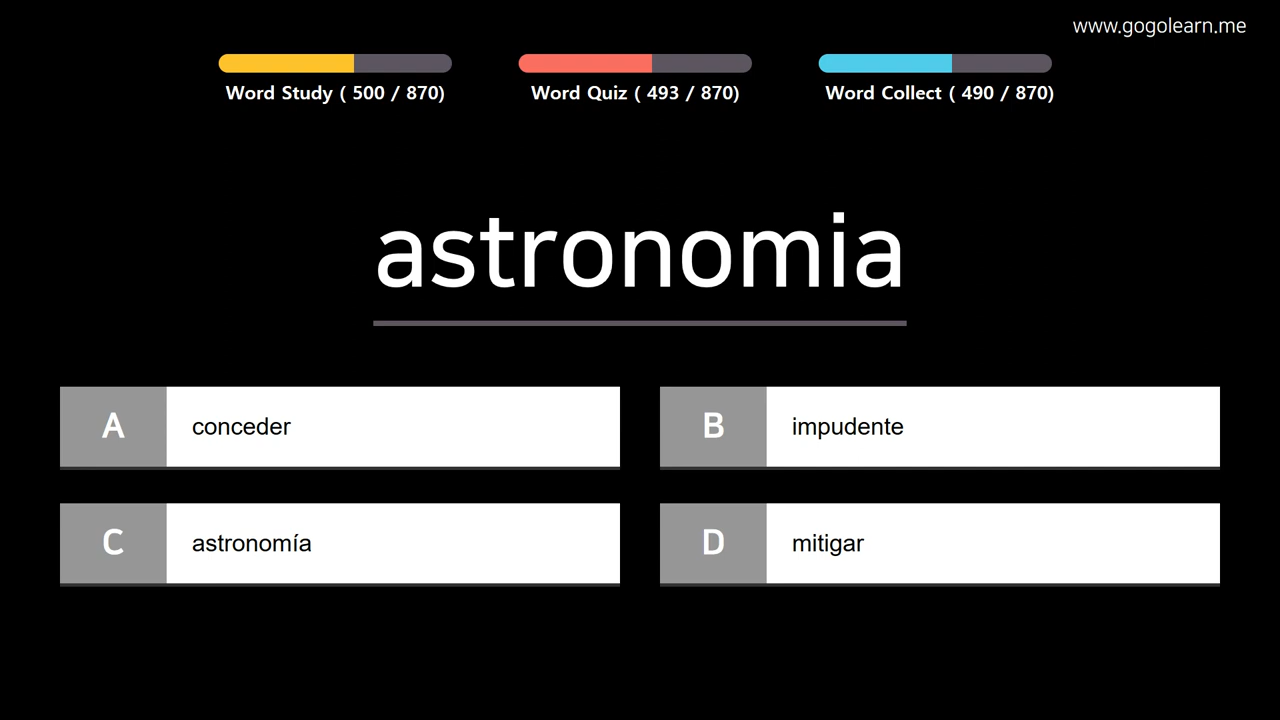 www.gogolearn.me
Word Study ( 500 / 870)
Word Quiz ( 493 / 870)
Word Collect ( 490 / 870)
astronomia
A
conceder
B
impudente
C
astronomía
D
mitigar